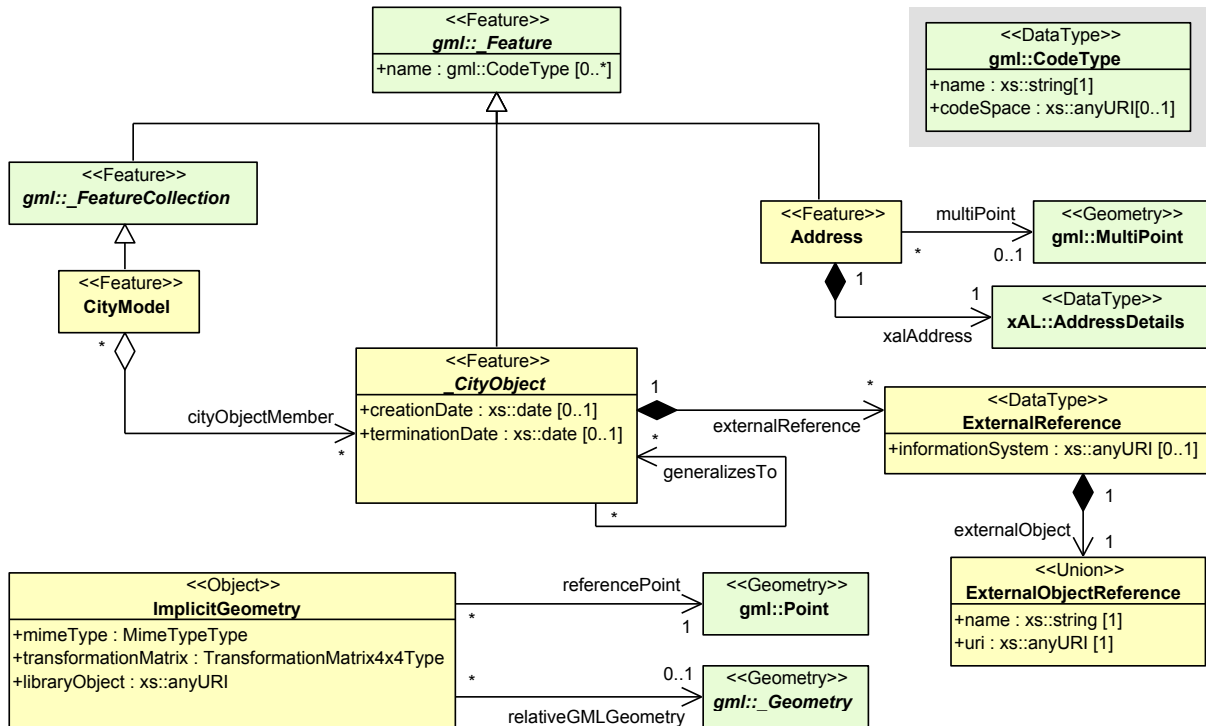 <<Feature>>
gml::_Feature
+name : gml::CodeType [0..*]
<<DataType>>
gml::CodeType
+name : xs::string[1]
+codeSpace : xs::anyURI[0..1]
<<Feature>>
gml::_FeatureCollection
<<Feature>>
CityModel
*
cityObjectMember
*
<<Feature>>
Address
multiPoint
*
0..1
<<Geometry>>
gml::MultiPoint
1
1
xalAddress
<<DataType>>
xAL::AddressDetails
<<Feature>>
_CityObject
+creationDate : xs::date [0..1]
+terminationDate : xs::date [0..1]
1
*
externalReference
*
generalizesTo
*
<<DataType>>
ExternalReference
+informationSystem : xs::anyURI [0..1]
1
externalObject
1
<<Union>>
ExternalObjectReference
+name : xs::string [1]
+uri : xs::anyURI [1]
<<Object>>
ImplicitGeometry
+mimeType : MimeTypeType
+transformationMatrix : TransformationMatrix4x4Type
+libraryObject : xs::anyURI
referencePoint
*
1
<<Geometry>>
gml::Point
*
0..1
relativeGMLGeometry
<<Geometry>>
gml::_Geometry